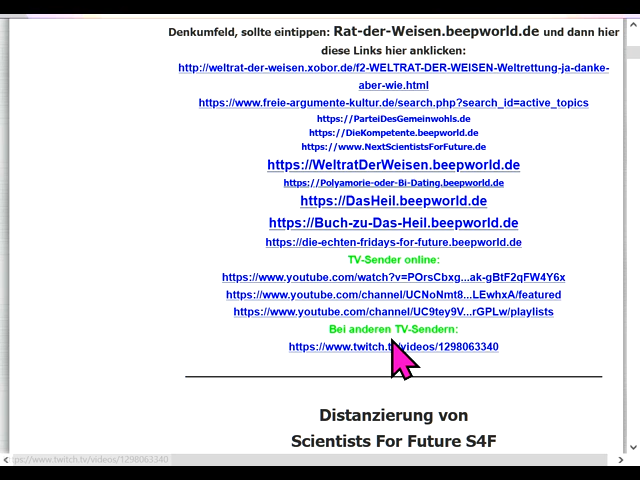 Denkumfeld, sollte eintippen: Rat-der-Weisen.beepworld.de und dann hier
diese Links hier anklicken:
http://weltrat-der-weisen.xobor.de/f2-WELTRAT-DER-WEISEN-Weltrettung-ja-danke-
aber-wie.html
https://www.freie-argumente-kultur.de/search.php?search_id=active_topics
https://ParteiDesGemeinwohls.de
https://DieKompetente.beepworld.de
https://www.NextScientistsForFuture.de
https://WeltratDerWeisen.beepworld.de
https://Polyamorie-oder-Bi-Dating.beepworld.de
https://DasHeil.beepworld.de
https://Buch-zu-Das-Heil.beepworld.de
https://die-echten-fridays-for-future.beepworld.de
TV-Sender online:
https://www.youtube.com/watch?v=POrsCbxg...ak-gBtF2qFW4Y6x
https://www.youtube.com/channel/UCNoNmt8...LEwhxA/featured
https://www.youtube.com/channel/UC9tey9V...rGPLw/playlists
Bei anderen TV-Sendern:
https://www.twitch.tv/videos/1298063340
Distanzierung von
Scientists For Future S4F
ps://www.twitch.tv/videos/1298063340